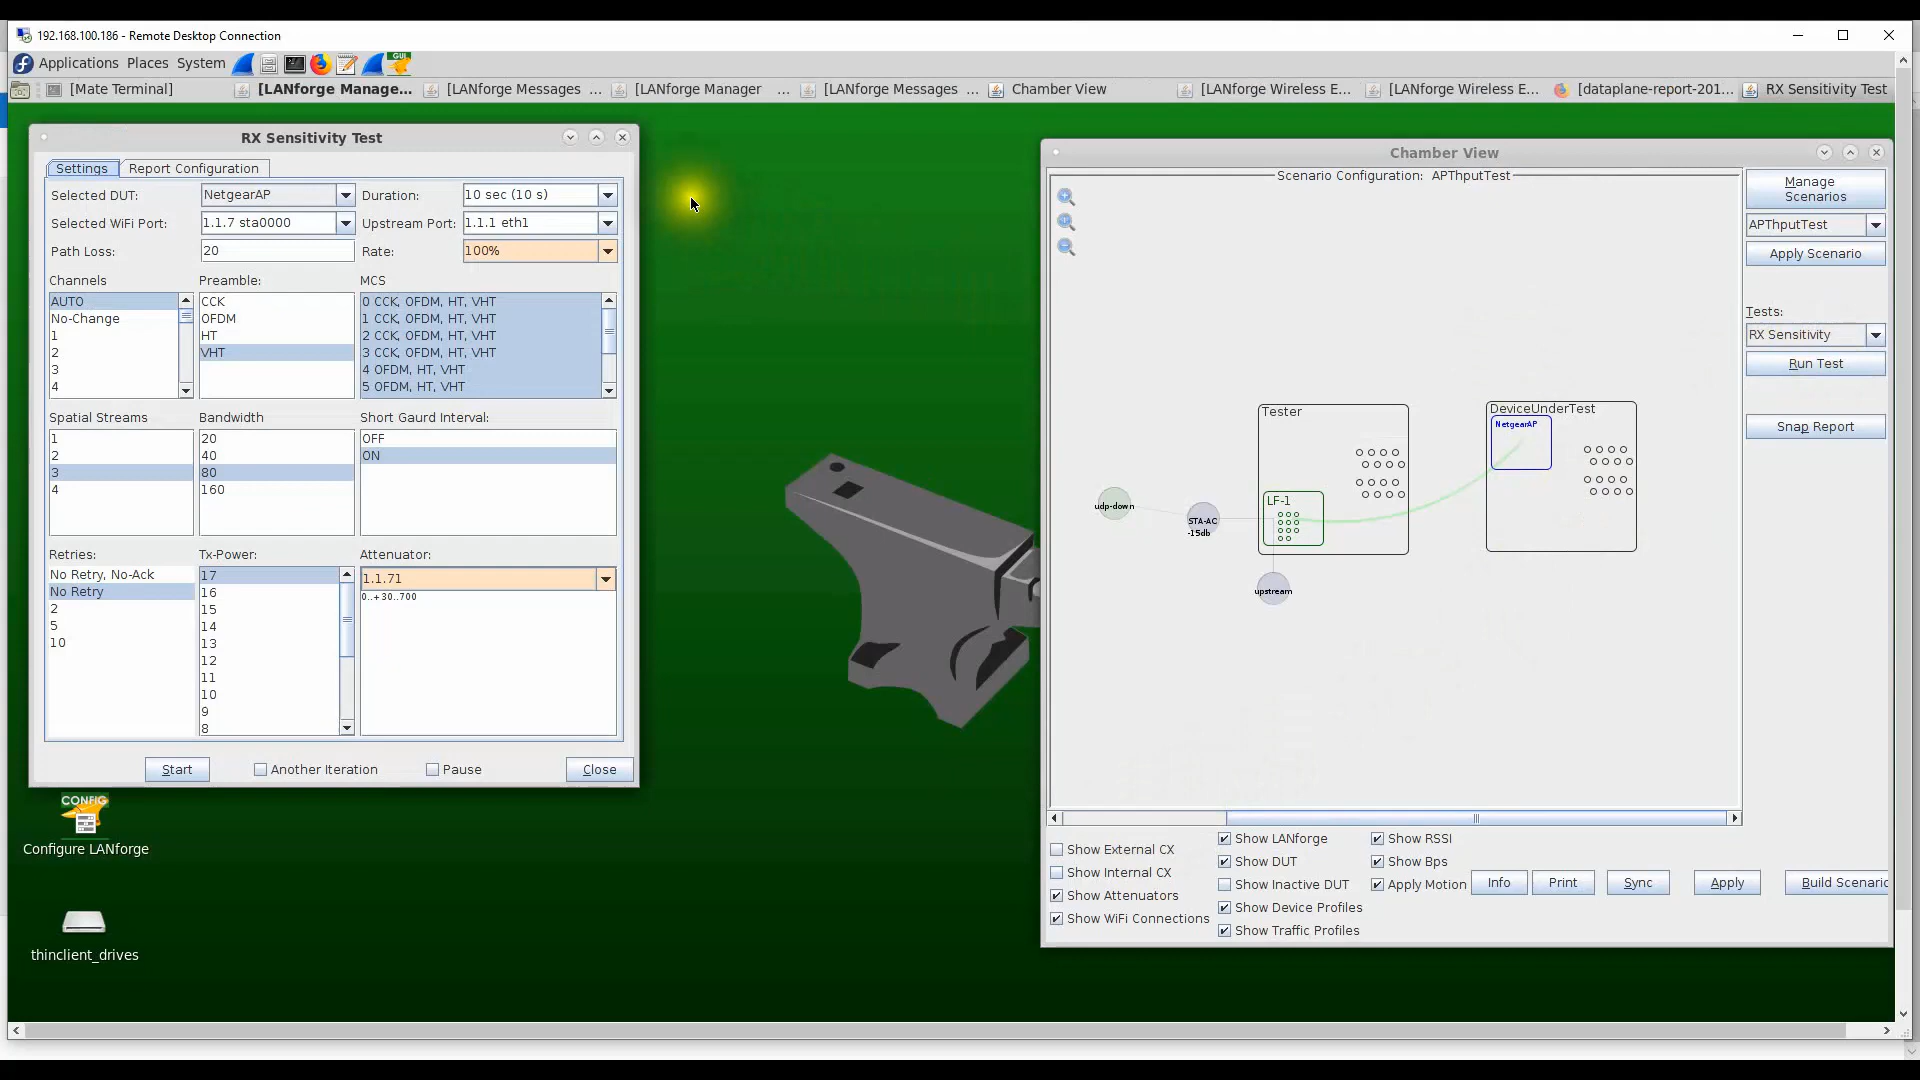 192.168.100.186 - Remote Desktop Connection
Applications Places System
[Mate Terminal]
[LANforge Manage...
[LANforge Messages ...
[LANforge Manager ...
[LANforge Messages ...
Chamber View
[LANforge Wireless E...
[LANforge Wireless E...
[dataplane-report-201...
RX Sensitivity Test
RX Sensitivity Test
Settings
Report Configuration
Selected DUT: NetgearAP
Duration: 10 sec (10 s)
Selected WiFi Port: 1.1.7 sta0000
Upstream Port: 1.1.1 eth1
Path Loss: 20
Rate: 100%
Channels
AUTO
No-Change
1
2
3
4
Preamble:
CCK
OFDM
HT
VHT
MCS
0 CCK, OFDM, HT, VHT
1 CCK, OFDM, HT, VHT
2 CCK, OFDM, HT, VHT
3 CCK, OFDM, HT, VHT
4 OFDM, HT, VHT
5 OFDM, HT, VHT
Spatial Streams
1
2
3
4
Bandwidth
20
40
80
160
Short Gaurd Interval:
OFF
ON
Retries:
No Retry, No-Ack
No Retry
2
5
10
Tx-Power:
17
16
15
14
13
12
11
10
9
8
Attenuator:
1.1.71
0..+30..700
Start
Another Iteration
Pause
Close
CONFIG
Configure LANforge
thinclient_drives
Chamber View
Scenario Configuration: APThputTest
Tester
LF-1
DeviceUnderTest
NetgearAP
udp-down
STA-AC
-15db
upstream
Manage
Scenarios
APThputTest
Apply Scenario
Tests:
RX Sensitivity
Run Test
Snap Report
Show External CX
Show Internal CX
Show Attenuators
Show WiFi Connections
Show LANforge
Show DUT
Show Inactive DUT
Show Device Profiles
Show Traffic Profiles
Show RSSI
Show Bps
Apply Motion
Info
Print
Sync
Apply
Build Scenario
GUI